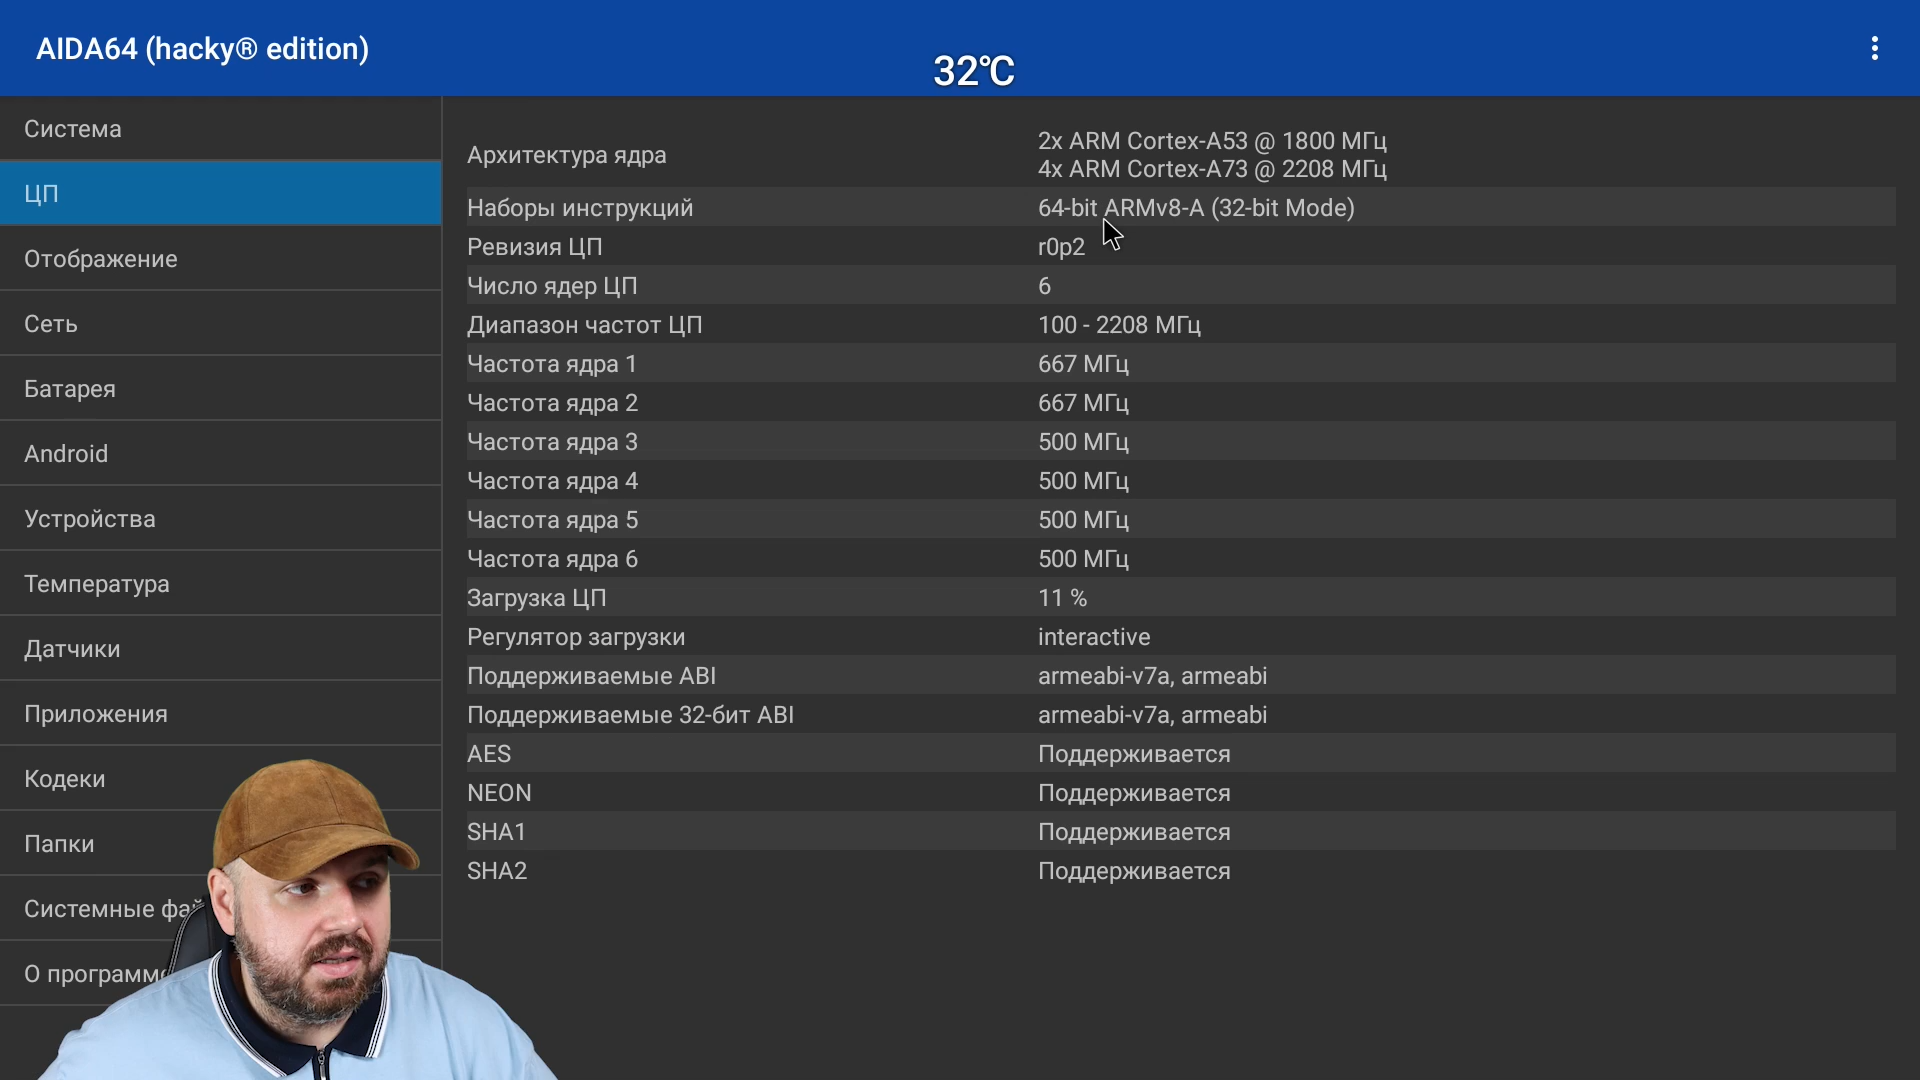 AIDA64 (hacky® edition)
32℃
Система
ЦП
Отображение
Сеть
Батарея
Android
Устройства
Температура
Датчики
Приложения
Кодеки
Папки
Системные
О
Архитектура ядра
2x ARM Cortex-A53 @ 1800 МГц
4x ARM Cortex-A73 @ 2208 МГц
Наборы инструкций 64-bit ARMv8-A (32-bit Mode)
Ревизия ЦП r0p2
Число ядер ЦП 6
Диапазон частот ЦП 100 - 2208 МГц
Частота ядра 1 667 МГц
Частота ядра 2 667 МГц
Частота ядра 3 500 МГц
Частота ядра 4 500 МГц
Частота ядра 5 500 МГц
Частота ядра 6 500 МГц
Загрузка ЦП 11 %
Регулятор загрузки interactive
Поддерживаемые ABI armeabi-v7a, armeabi
Поддерживаемые 32-бит ABI armeabi-v7a, armeabi
AES Поддерживается
NEON Поддерживается
SHA1 Поддерживается
SHA2 Поддерживается